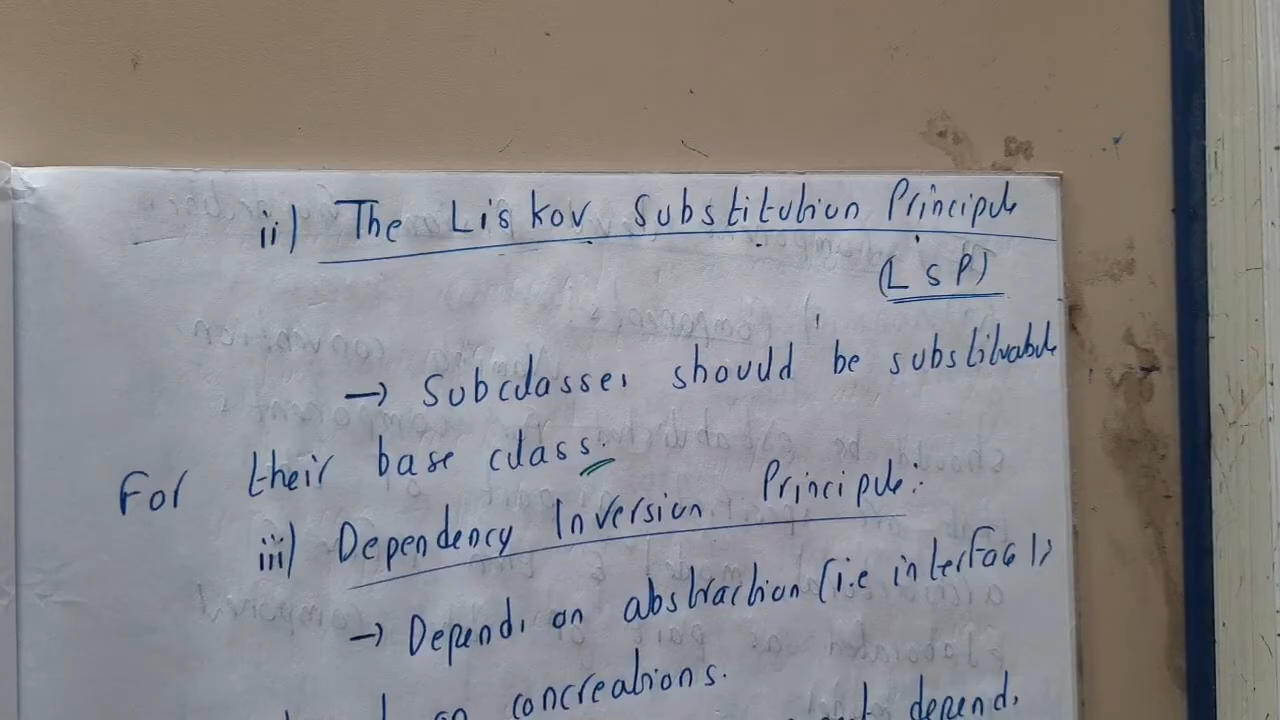 ii) The Liskov Substitution Principle
(LSP)
→ Subclasses should be substituable
For their base class.
iii) Dependency Inversion Principle:
→ Depends on abstraction (i.e interface)
on concreations.
depend.